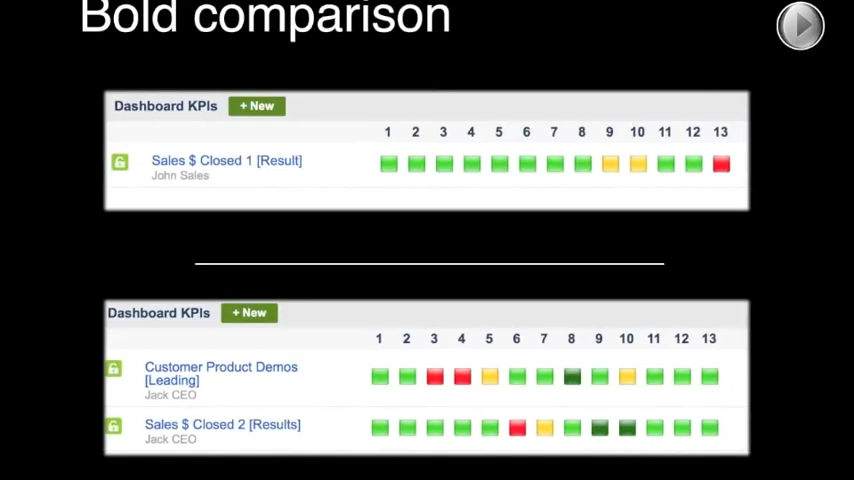 Bold comparison
Dashboard KPIs + New
1 2 3 4 5 6 7 8 9 10 11 12 13
Sales $ Closed 1 [Result]
John Sales
Dashboard KPIs + New
1 2 3 4 5 6 7 8 9 10 11 12 13
Customer Product Demos
[Leading]
Jack CEO
Sales $ Closed 2 [Results]
Jack CEO